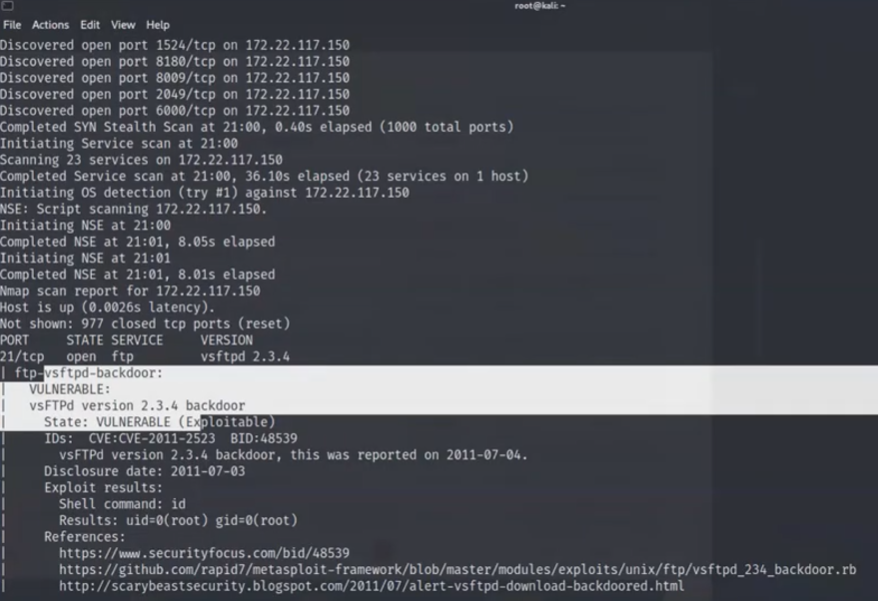 root@kali: ~
File Actions Edit View Help
Discovered open port 1524/tcp on 172.22.117.150
Discovered open port 8180/tcp on 172.22.117.150
Discovered open port 8009/tcp on 172.22.117.150
Discovered open port 2049/tcp on 172.22.117.150
Discovered open port 6000/tcp on 172.22.117.150
Completed SYN Stealth Scan at 21:00, 0.40s elapsed (1000 total ports)
Initiating Service scan at 21:00
Scanning 23 services on 172.22.117.150
Completed Service scan at 21:00, 36.10s elapsed (23 services on 1 host)
Initiating OS detection (try #1) against 172.22.117.150
NSE: Script scanning 172.22.117.150.
Initiating NSE at 21:00
Completed NSE at 21:01, 8.05s elapsed
Initiating NSE at 21:01
Completed NSE at 21:01, 8.01s elapsed
Nmap scan report for 172.22.117.150
Host is up (0.0026s latency).
Not shown: 977 closed tcp ports (reset)
PORT     STATE SERVICE     VERSION
21/tcp   open  ftp         vsftpd 2.3.4
| ftp-vsftpd-backdoor:
|   VULNERABLE:
|   vsFTPd version 2.3.4 backdoor
|     State: VULNERABLE (Exploitable)
|     IDs:  CVE:CVE-2011-2523  BID:48539
|       vsFTPd version 2.3.4 backdoor, this was reported on 2011-07-04.
|     Disclosure date: 2011-07-03
|     Exploit results:
|       Shell command: id
|       Results: uid=0(root) gid=0(root)
|     References:
|       https://www.securityfocus.com/bid/48539
|       https://github.com/rapid7/metasploit-framework/blob/master/modules/exploits/unix/ftp/vsftpd_234_backdoor.rb
|       http://scarybeastsecurity.blogspot.com/2011/07/alert-vsftpd-download-backdoored.html